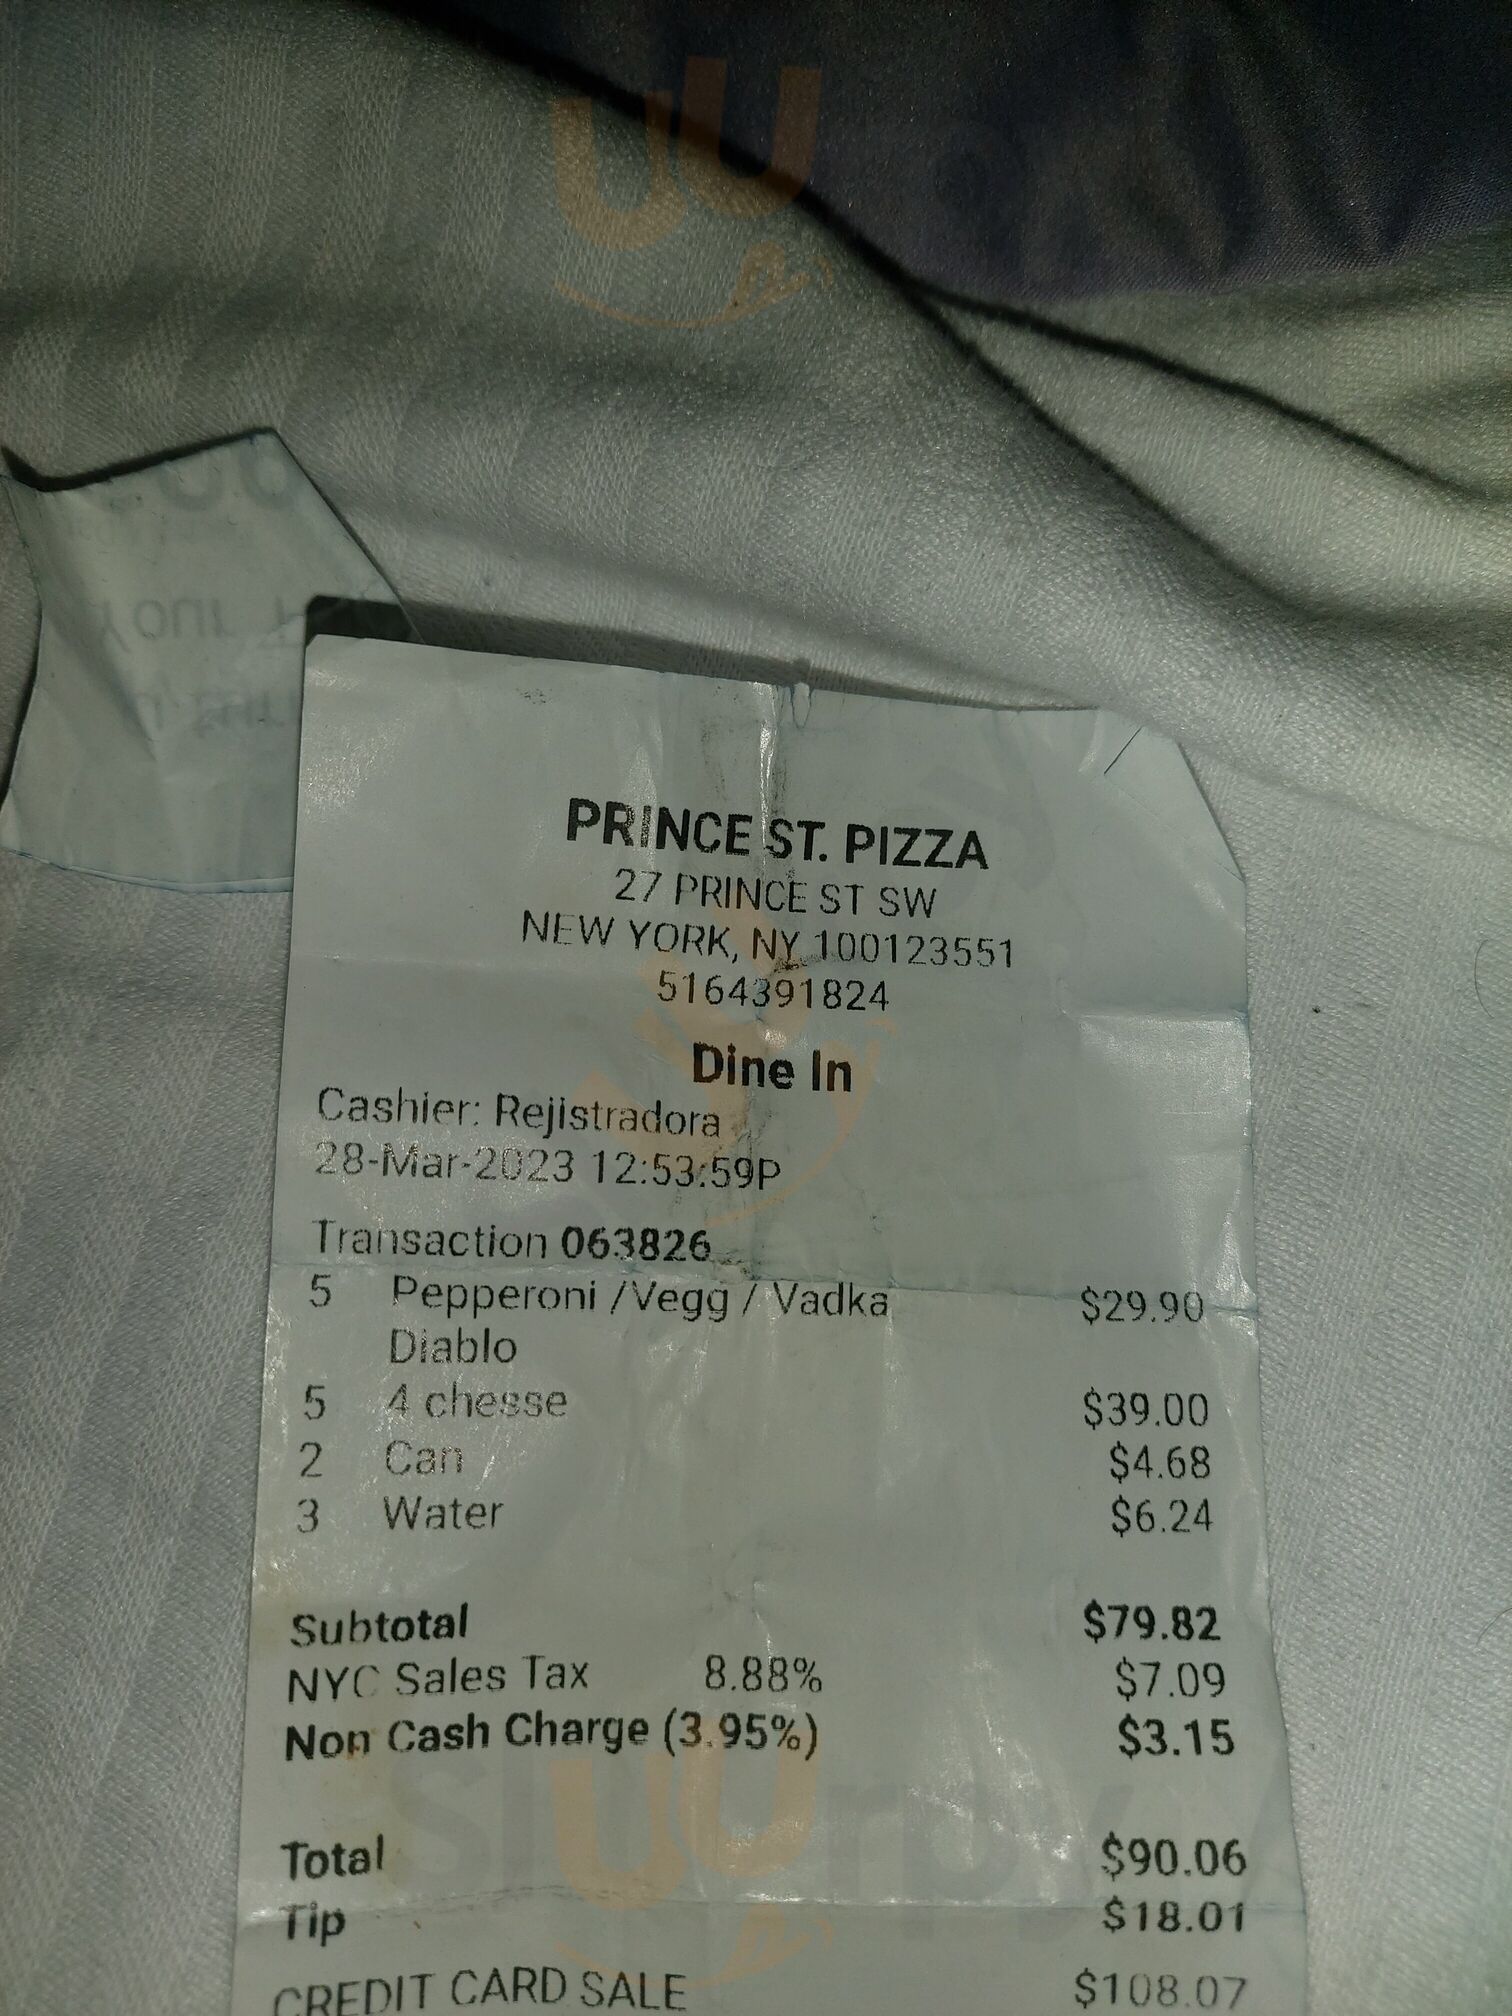 PRINCE ST. PIZZA
27 PRINCE ST SW
NEW YORK, NY 100123551
5164391824
Dine In
Cashier: Rejistradora
28-Mar-2023 12:53:59P
Transaction 063826
5 Pepperoni /Vegg / Vadka $29.90
Diablo
5 4 chesse $39.00
2 Can $4.68
3 Water $6.24
Subtotal $79.82
NYC Sales Tax 8.88% $7.09
Non Cash Charge (3.95%) $3.15
Total $90.06
Tip $18.01
CREDIT CARD SALE $108.07
Sluurpy